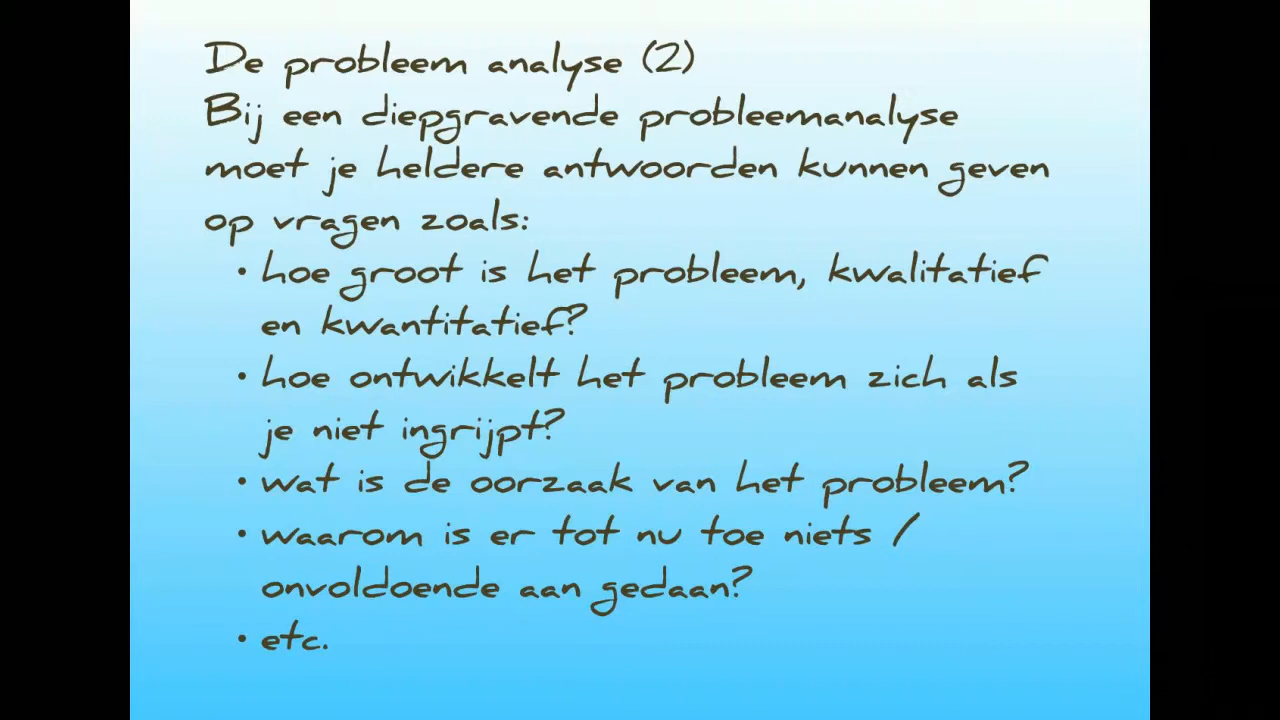 De probleem analyse (2)
Bij een diepgravende probleemanalyse
moet je heldere antwoorden kunnen geven
op vragen zoals:
• hoe groot is het probleem, kwalitatief
en kwantitatief?
• hoe ontwikkelt het probleem zich als
je niet ingrijpt?
• wat is de oorzaak van het probleem?
• waarom is er tot nu toe niets /
onvoldoende aan gedaan?
• etc.